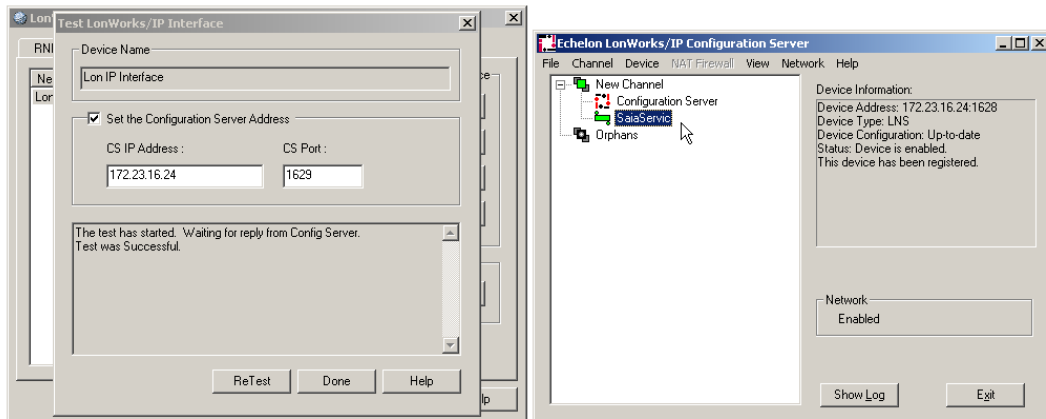 Lon
Test LonWorks/IP Interface
RNI
Ne
Lor
ce
lp
Device Name
Lon IP Interface
Set the Configuration Server Address
CS IP Address :
CS Port :
172.23.16.24
1629
The test has started. Waiting for reply from Config Server.
Test was Successful.
ReTest
Done
Help
Echelon LonWorks/IP Configuration Server
File Channel Device NAT Firewall View Network Help
New Channel
Configuration Server
SaiaServic
Orphans
Device Information:
Device Address: 172.23.16.24:1628
Device Type: LNS
Device Configuration: Up-to-date
Status: Device is enabled.
This device has been registered.
Network
Enabled
Show Log
Exit